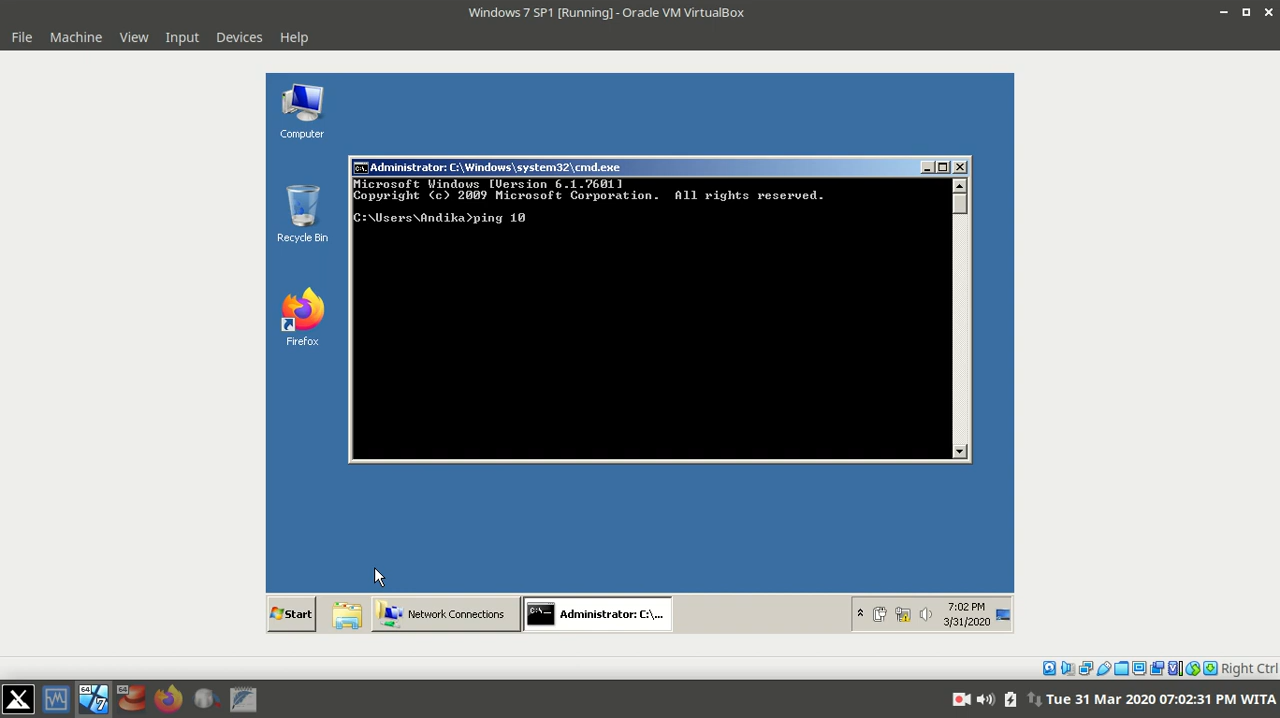 Windows 7 SP1 [Running] - Oracle VM VirtualBox
File Machine View Input Devices Help
Computer
Recycle Bin
Firefox
Administrator: C:\Windows\system32\cmd.exe
Microsoft Windows [Version 6.1.7601]
Copyright (c) 2009 Microsoft Corporation.  All rights reserved.
C:\Users\Andika>ping 10
Start
Network Connections
Administrator: C:\...
7:02 PM
3/31/2020
Right Ctrl
64
7
64
Tue 31 Mar 2020 07:02:31 PM WITA